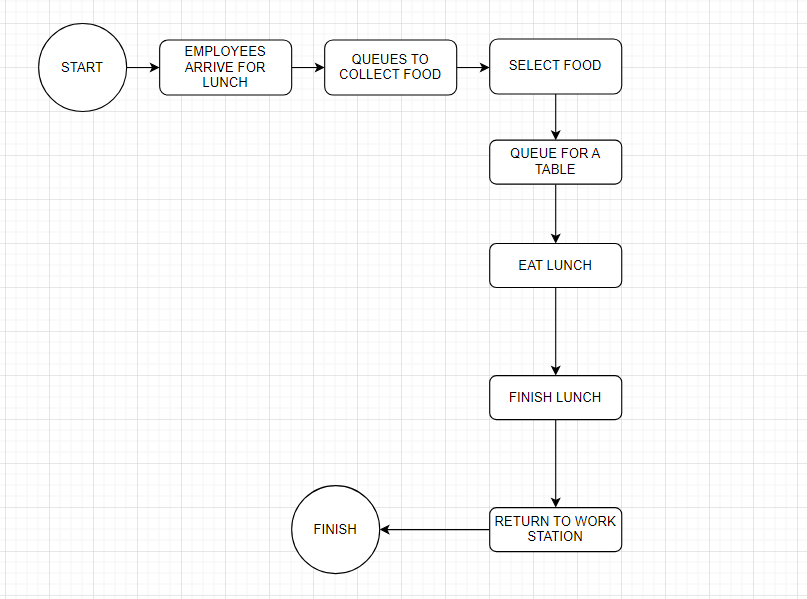 START
EMPLOYEES
ARRIVE FOR
LUNCH
QUEUES TO
COLLECT FOOD
SELECT FOOD
QUEUE FOR A
TABLE
EAT LUNCH
FINISH LUNCH
RETURN TO WORK
STATION
FINISH